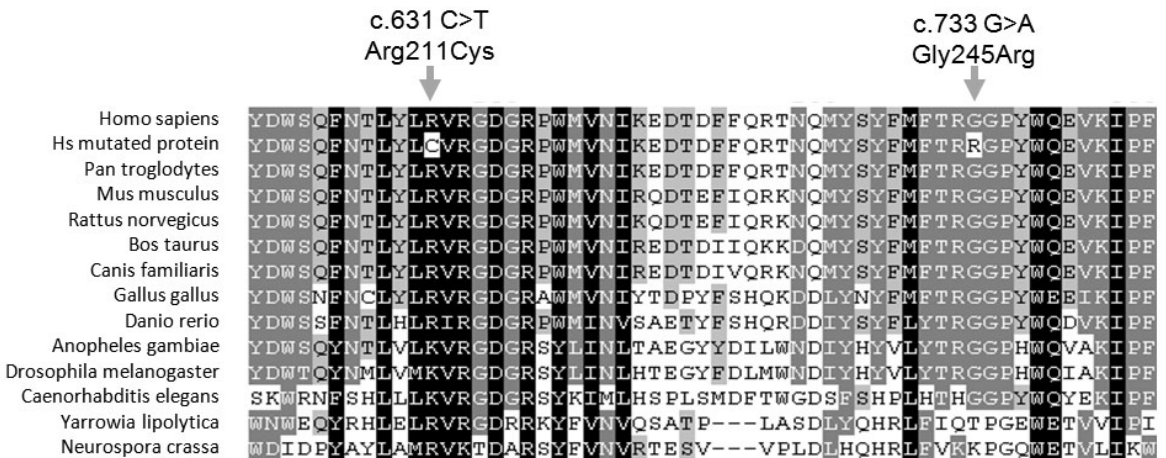 c.631 C>T
Arg211Cys
c.733 G>A
Gly245Arg
Homo sapiens YDWSQFNTLYLRVRGDGRPWMVNIKEDTDFFQRTNQMYSYFMFTRGGPYWQEVKIPF
Hs mutated protein YDWSQFNTLYLCVRGDGRPWMVNIKEDTDFFQRTNQMYSYFMFTRRGPYWQEVKIPF
Pan troglodytes YDWSQFNTLYLRVRGDGRPWMVNIKEDTDFFQRTNQMYSYFMFTRGGPYWQEVKIPF
Mus musculus YDWSQFNTLYLRVRGDGRPWMVNIRQDTEFIQRKNQMYSYFMFTRGGPYWQEVKIPF
Rattus norvegicus YDWSQFNTLYLRVRGDGRPWMVNIKQDTEFIQRKNQMYSYFMFTRGGPYWQEVKIPF
Bos taurus YDWSQFNTLYLRVRGDGRPWMVNIREDTDIIQKKDQMYSYFMFTRGGPYWQEVKIPF
Canis familiaris YDWSQFNTLYLRVRGDGRPWMVNIREDTDIVQRKNQMYSYFMFTRGGPYWQEVKIPF
Gallus gallus YDWSNFNCLYLRVRGDGRAWMVNIYTDPYFSHQKDDLYNYFMFTRGGPYWEEIKIPF
Danio rerio YDWSSFNTLHLRIRGDGRPWMINVSAETYFSHQRDDIYSYFLYTRGGPYWQDVKIPF
Anopheles gambiae YDWSQYNTLVLKVRGDGRSYLINLTAEGYYDILWNDIYHYVLYTRGGPHWQVAKIPF
Drosophila melanogaster YDWTQYNMLVMKVRGDGRSYLINLHTEGYFDLMWNDIYHYVLYTRGGPHWQIAKIPF
Caenorhabditis elegans SKWRNFSHLLLKVRGDGRSYKIMLHSPLSMDFTWGDSFSHPLHTHGGPYWQYEKIPF
Yarrowia lipolytica WNWEQYRHLELRVRGDRRKYFVNVQSATP---LASDLYQHRLFIQTPGEWETVLIPI
Neurospora crassa WDIDPYAYLAMRVKTDARSYFVNVRTESV---VPLDLHQHRLFVKKPGQWETVLIKW